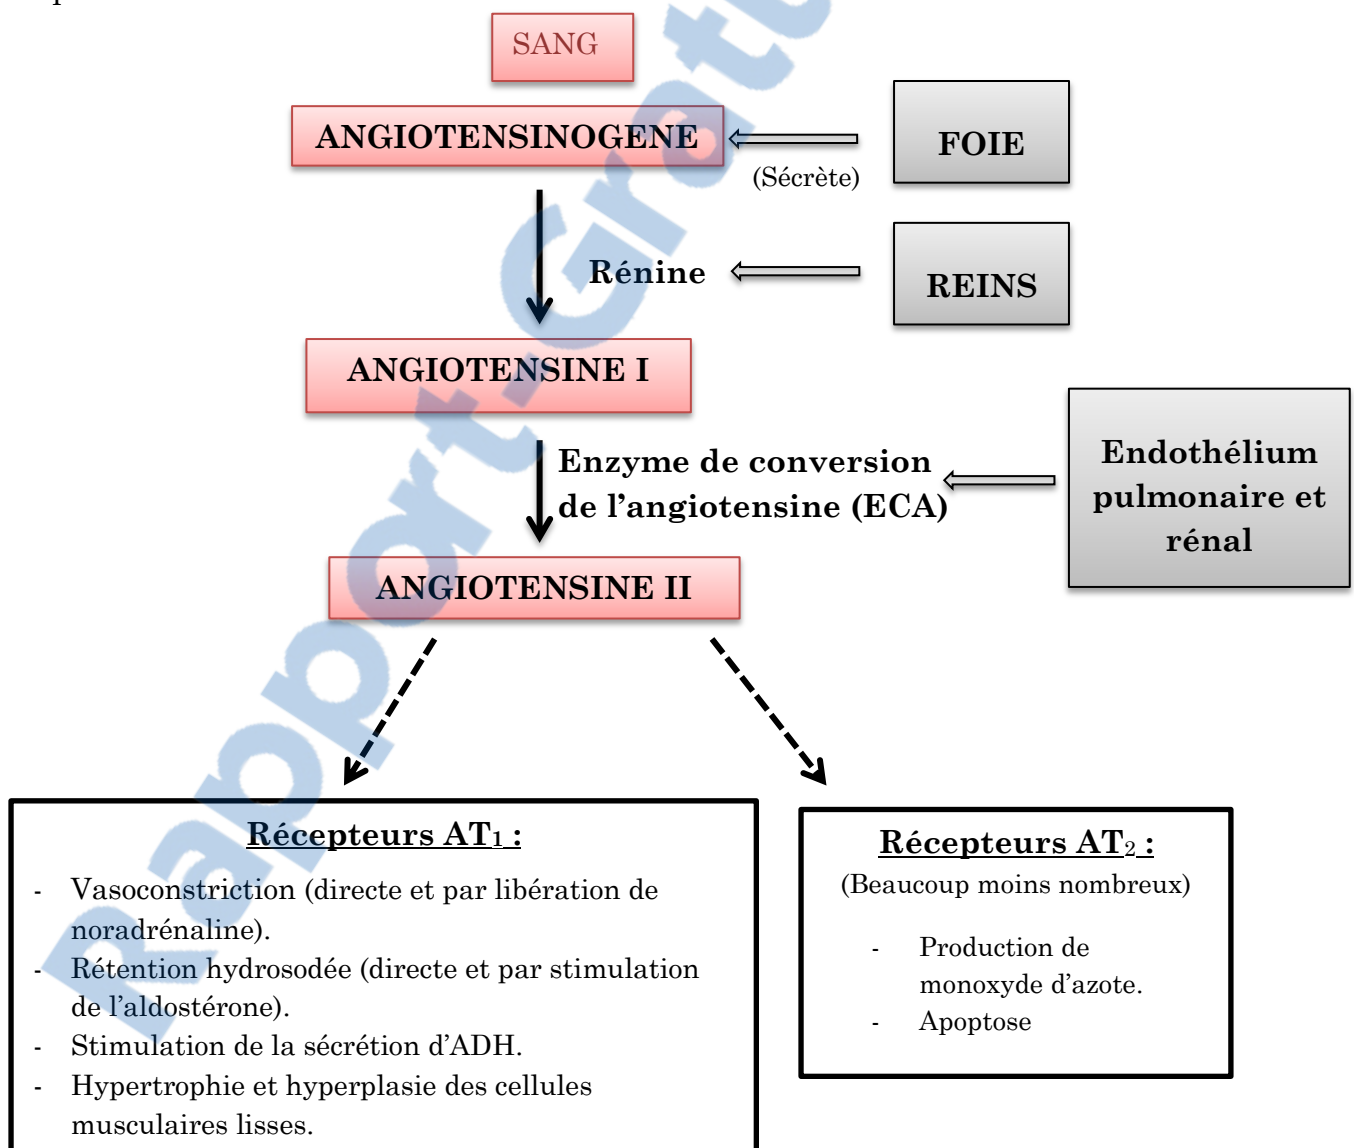 SANG
ANGIOTENSINOGENE
FOIE
(Sécrète)
Rénine
REINS
ANGIOTENSINE I
Enzyme de conversion
de l’angiotensine (ECA)
Endothélium
pulmonaire et
rénal
ANGIOTENSINE II
Récepteurs AT₁ :
- Vasoconstriction (directe et par libération de
noradrénaline).
- Rétention hydrosodée (directe et par stimulation
de l’aldostérone).
- Stimulation de la sécrétion d’ADH.
- Hypertrophie et hyperplasie des cellules
musculaires lisses.
Récepteurs AT₂ :
(Beaucoup moins nombreux)
- Production de
monoxyde d’azote.
- Apoptose
Rapport-Gratu